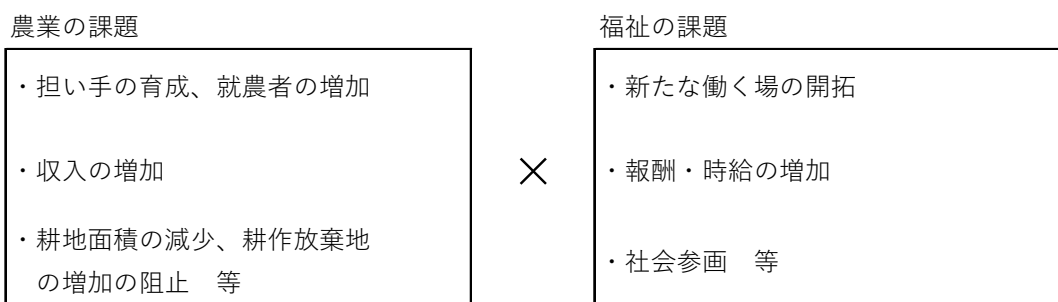 農業の課題
・担い手の育成、就農者の増加
・収入の増加
・耕地面積の減少、耕作放棄地
の増加の阻止　等
×
福祉の課題
・新たな働く場の開拓
・報酬・時給の増加
・社会参画　等